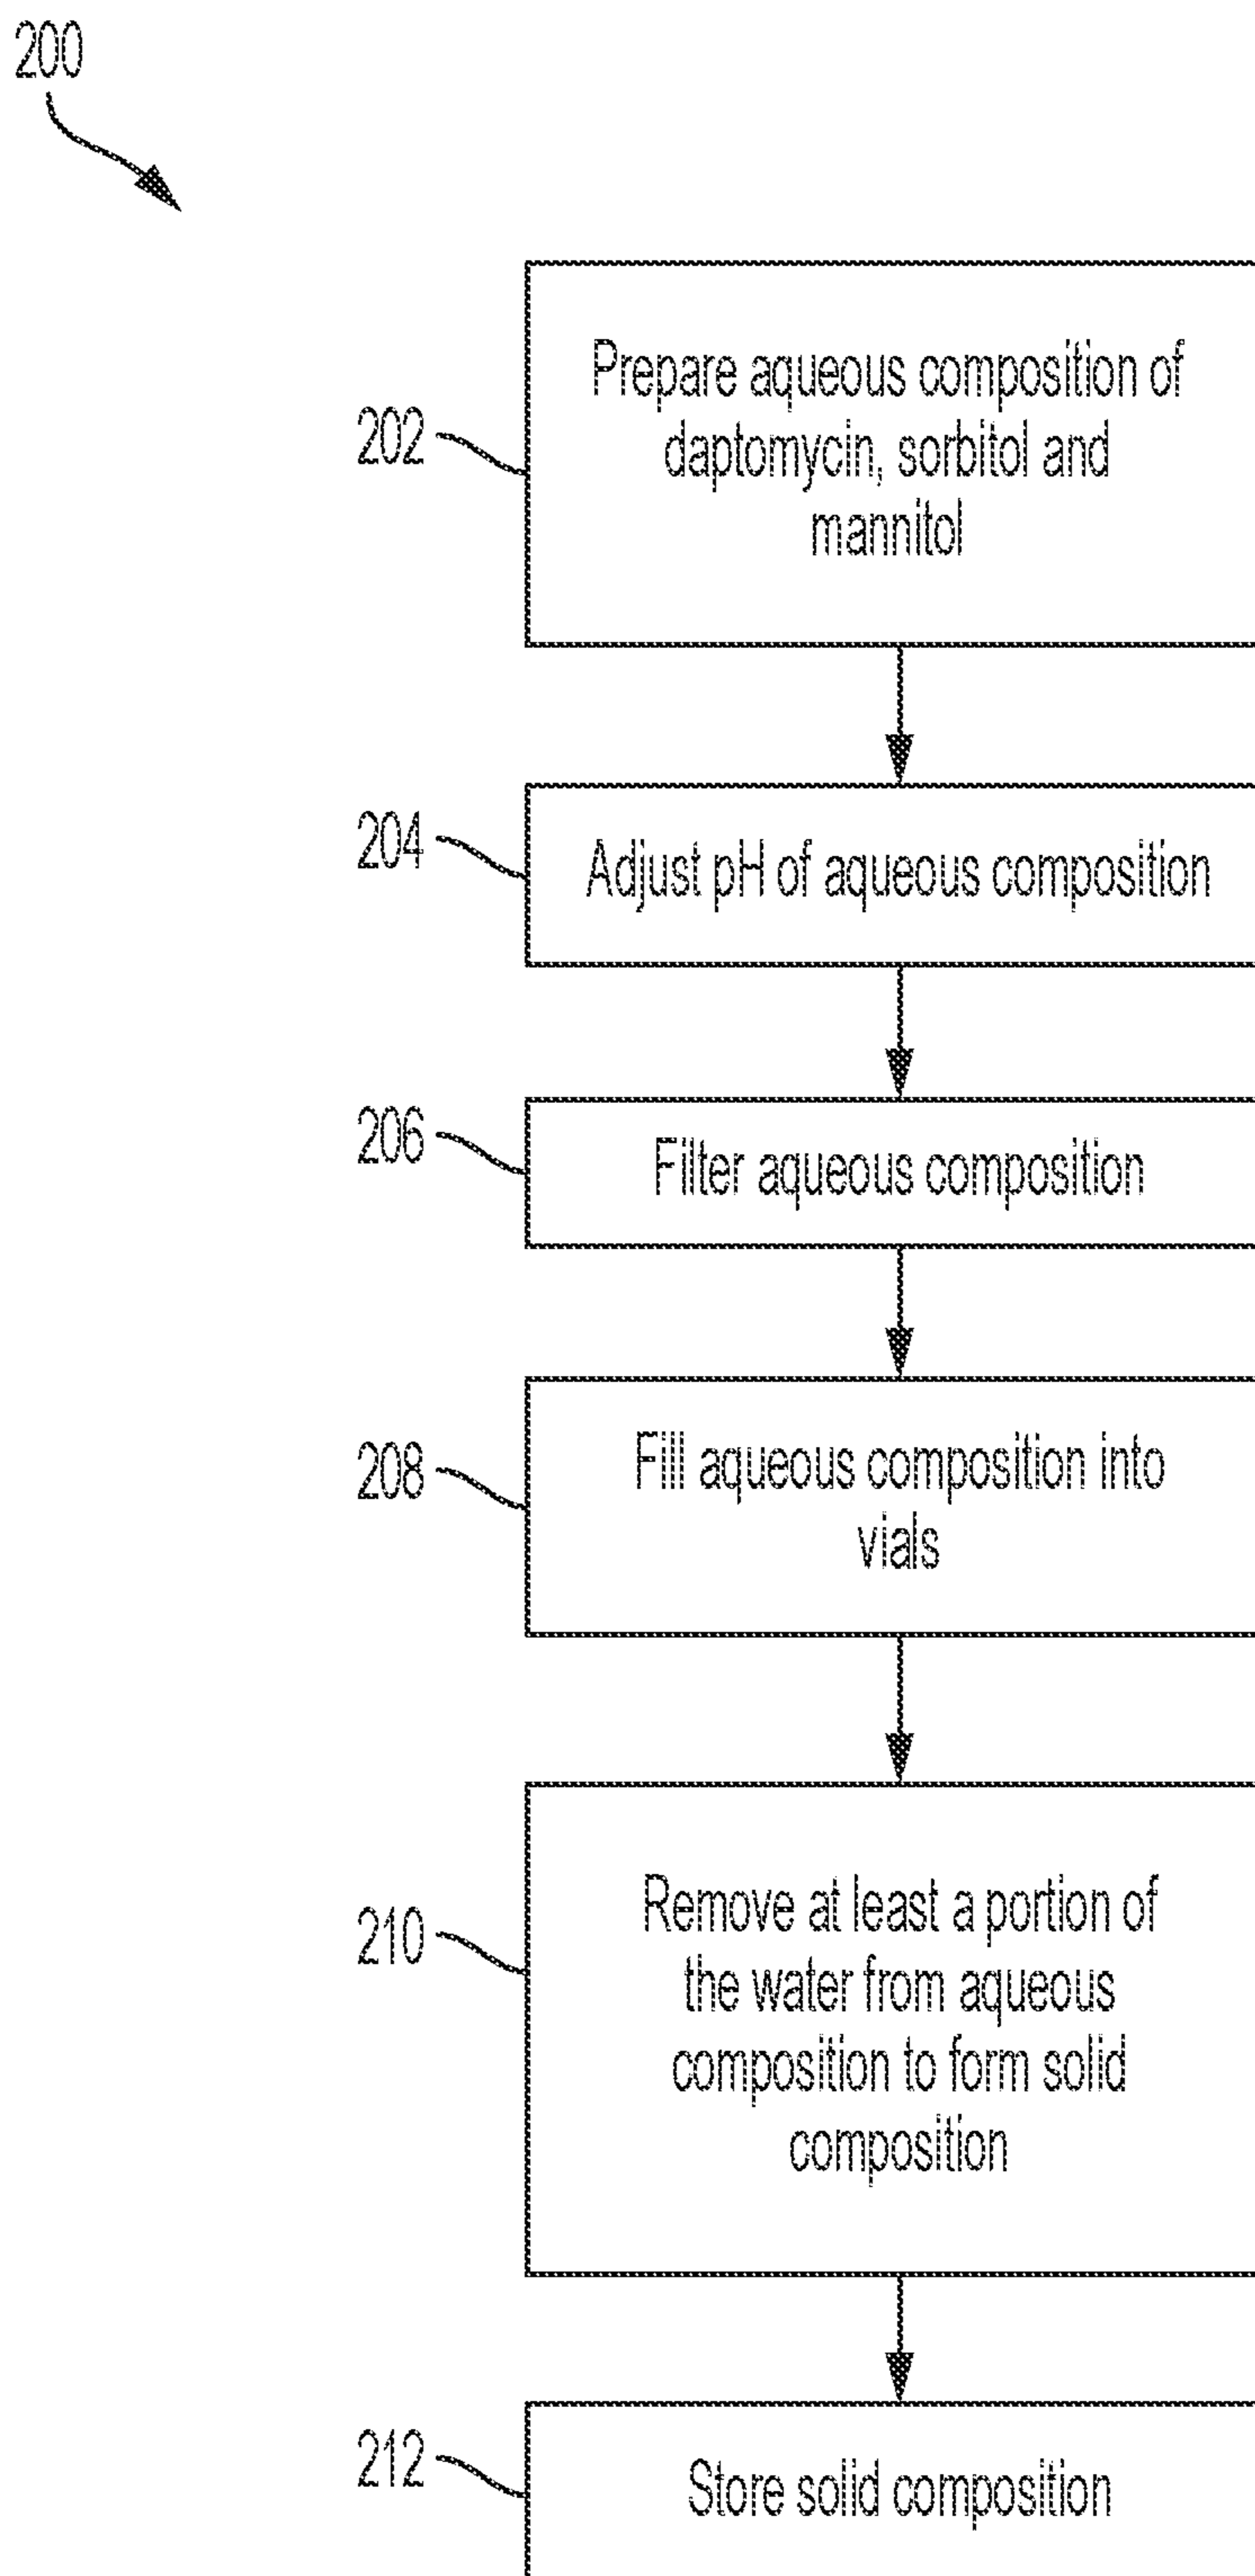 200
202
Prepare aqueous composition of
daptomycin, sorbitol and
mannitol
204
Adjust pH of aqueous composition
206
Filter aqueous composition
208
Fill aqueous composition into
vials
210
Remove at least a portion of
the water from aqueous
composition to form solid
composition
212
Store solid composition